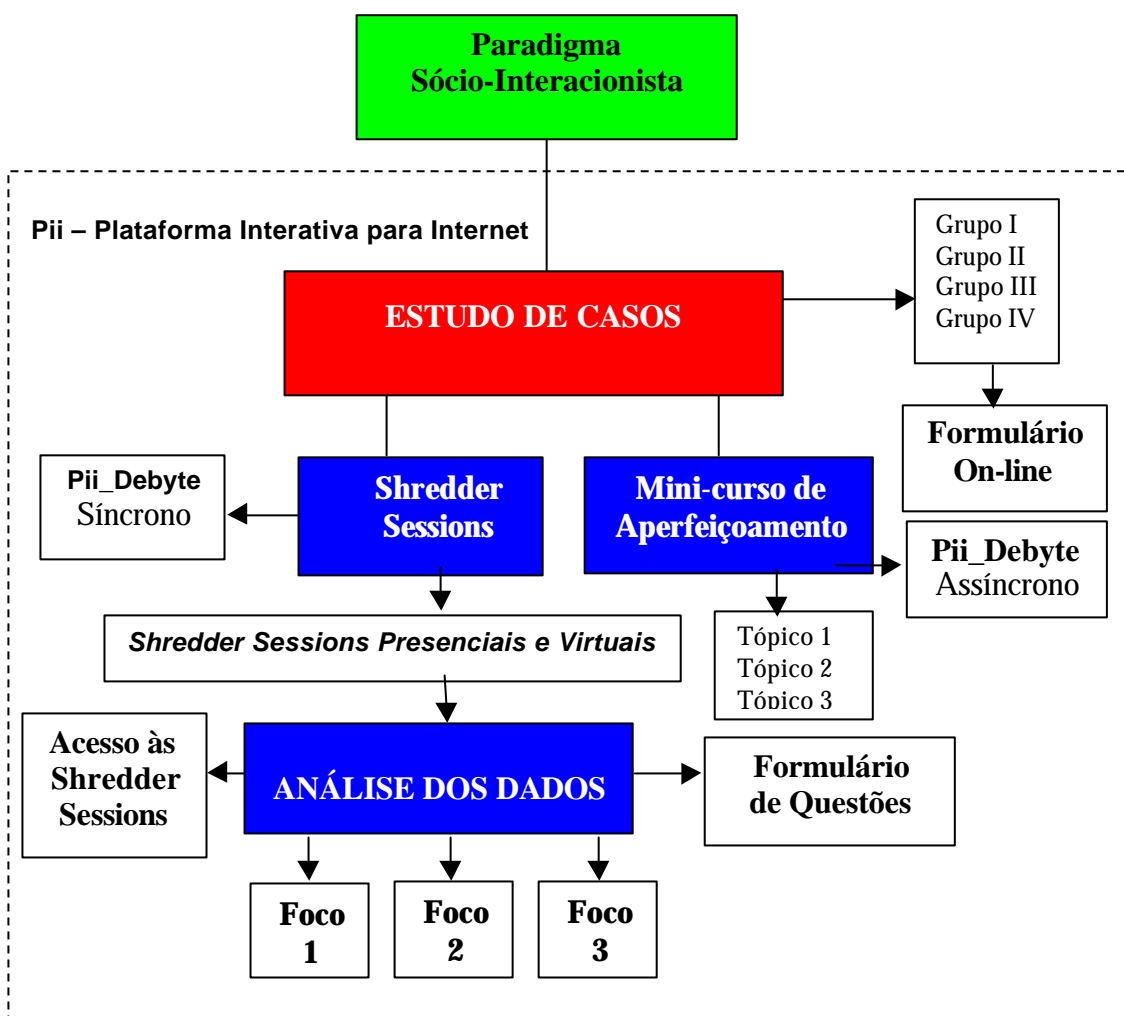 Paradigma
Sócio-Interacionista
Pii – Plataforma Interativa para Internet
Grupo I
Grupo II
Grupo III
Grupo IV
ESTUDO DE CASOS
Formulário
On-line
Pii_Debyte
Síncrono
Shredder
Sessions
Mini-curso de
Aperfeiçoamento
Pii_Debyte
Assíncrono
Shredder Sessions Presenciais e Virtuais
Tópico 1
Tópico 2
Tópico 3
Acesso às
Shredder
Sessions
ANÁLISE DOS DADOS
Formulário
de Questões
Foco
1
Foco
2
Foco
3